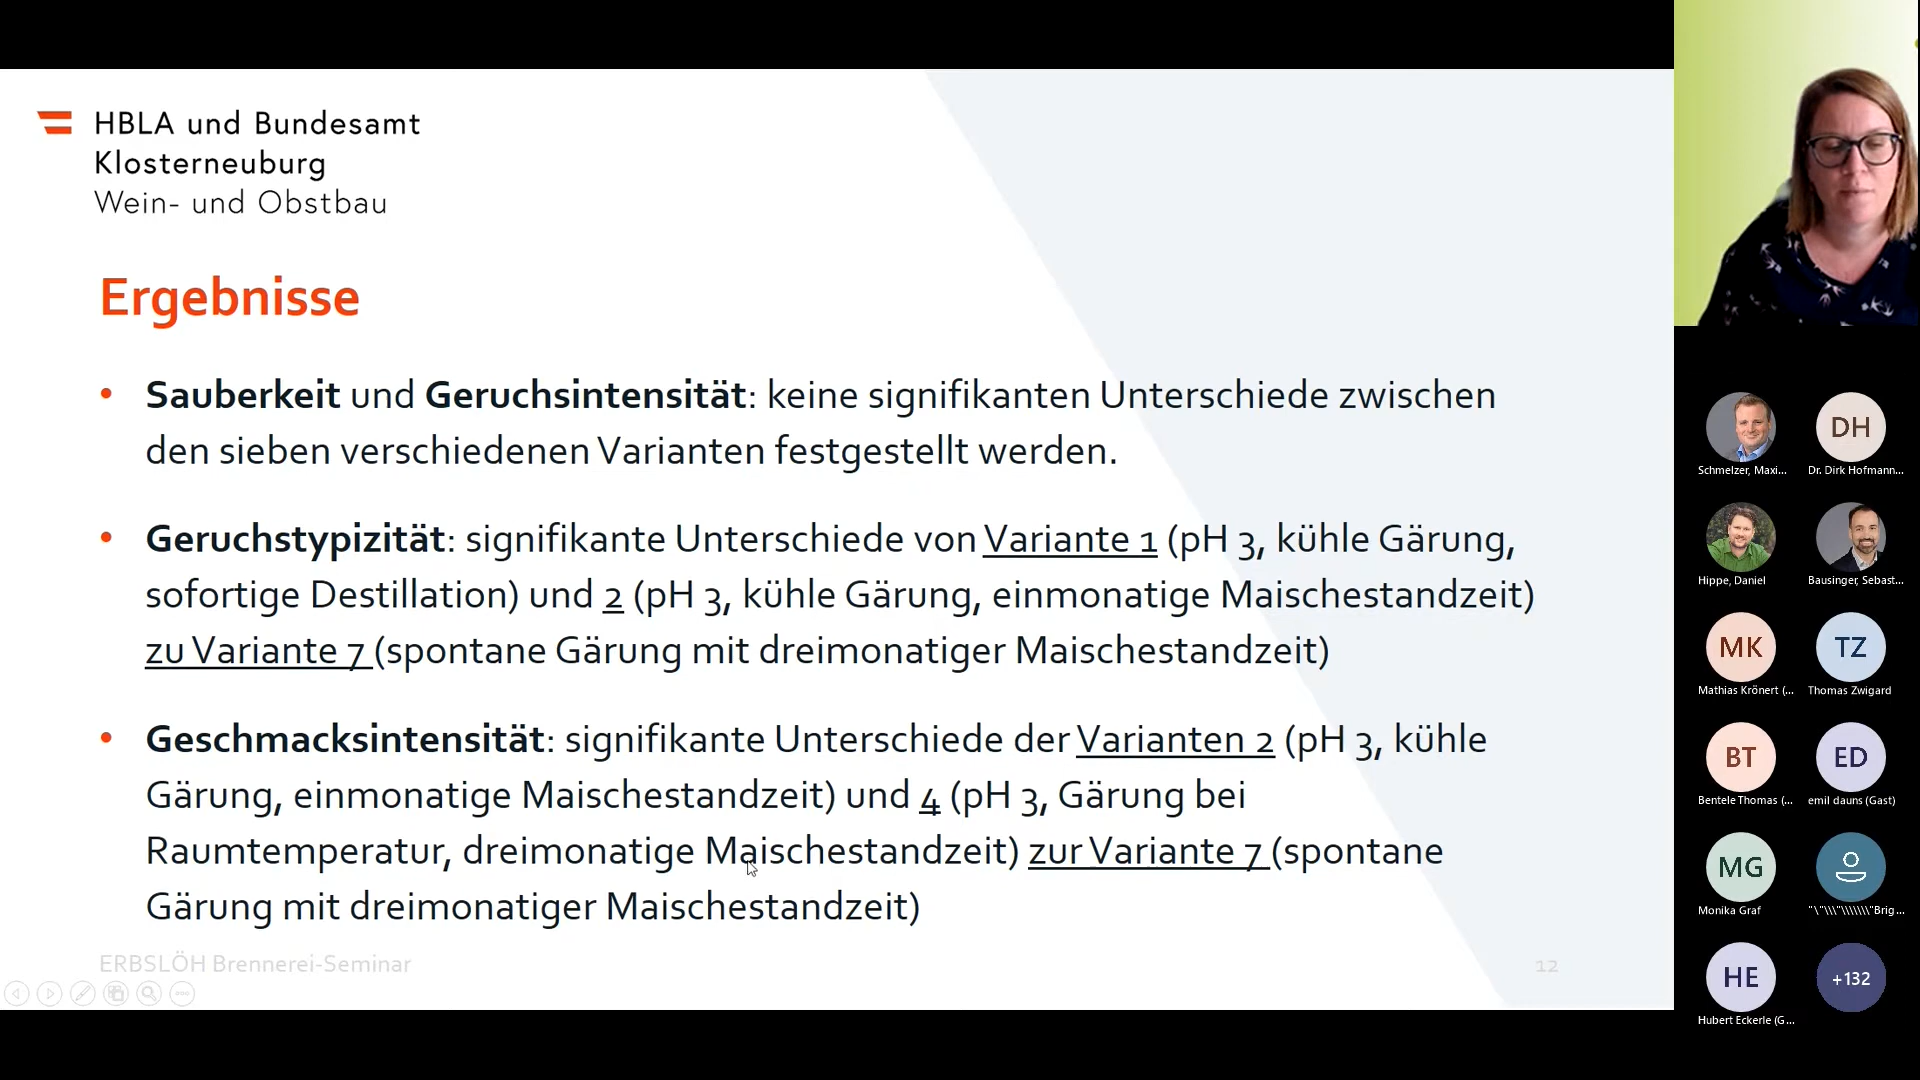 HBLA und Bundesamt
Klosterneuburg
Wein- und Obstbau
Ergebnisse
• Sauberkeit und Geruchsintensität: keine signifikanten Unterschiede zwischen
den sieben verschiedenen Varianten festgestellt werden.
• Geruchstypizität: signifikante Unterschiede von Variante 1 (pH 3, kühle Gärung,
sofortige Destillation) und 2 (pH 3, kühle Gärung, einmonatige Maischestandzeit)
zu Variante 7 (spontane Gärung mit dreimonatiger Maischestandzeit)
• Geschmacksintensität: signifikante Unterschiede der Varianten 2 (pH 3, kühle
Gärung, einmonatige Maischestandzeit) und 4 (pH 3, Gärung bei
Raumtemperatur, dreimonatige Maischestandzeit) zur Variante 7 (spontane
Gärung mit dreimonatiger Maischestandzeit)
ERBSLÖH Brennerei-Seminar
12
DH
Schmelzer, Maxi...
Dr. Dirk Hofmann...
Hippe, Daniel
Bausinger, Sebast...
MK
TZ
Mathias Krönert (...
Thomas Zwigard
BT
ED
Bentele Thomas (...
emil dauns (Gast)
MG
Monika Graf
"\"\\\"\\\\\\\"Brig...
HE
+132
Hubert Eckerle (G...